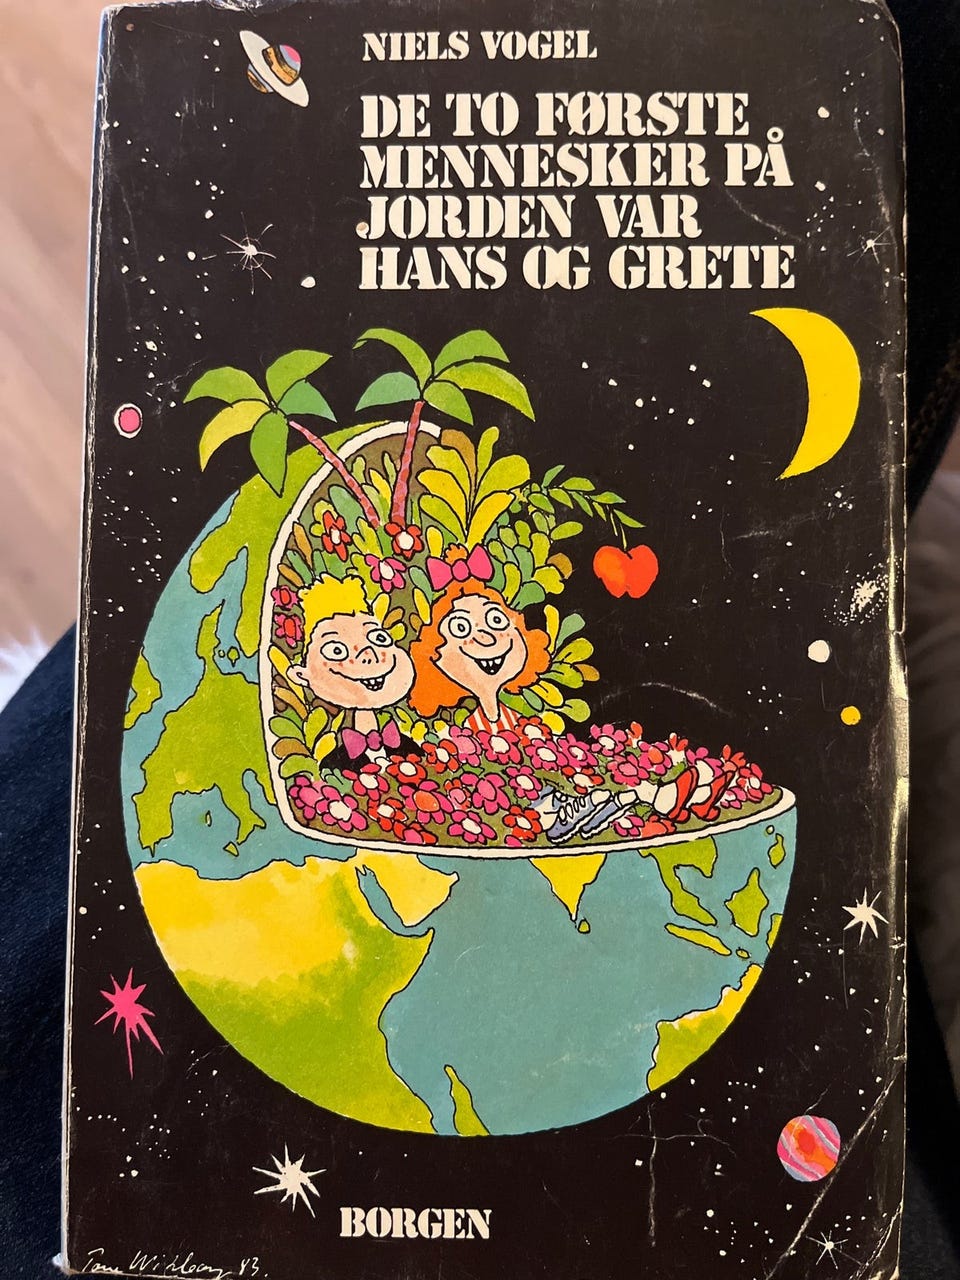 NIELS VOGEL
DE TO FØRSTE
MENNESKER PÅ
JORDEN VAR
HANS OG GRETE
BORGEN